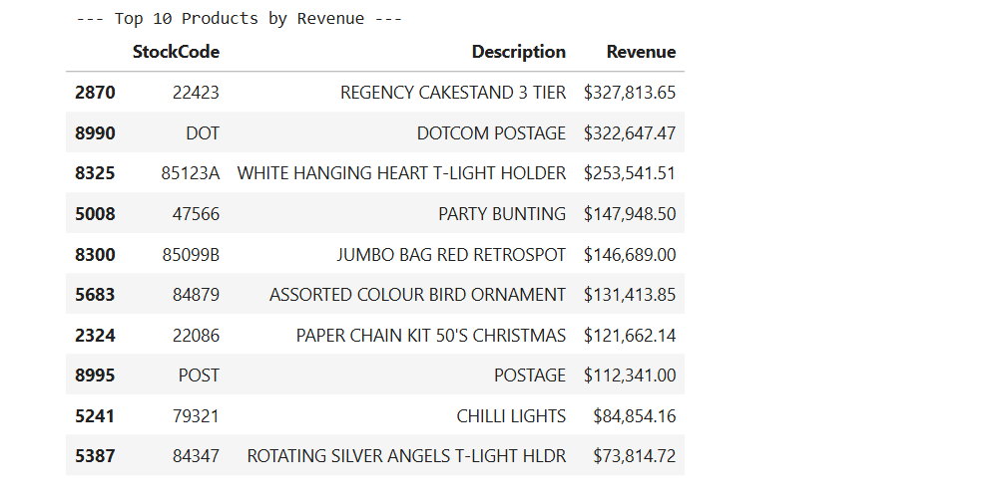 --- Top 10 Products by Revenue ---
StockCode Description Revenue
2870 22423 REGENCY CAKESTAND 3 TIER $327,813.65
8990 DOT DOTCOM POSTAGE $322,647.47
8325 85123A WHITE HANGING HEART T-LIGHT HOLDER $253,541.51
5008 47566 PARTY BUNTING $147,948.50
8300 85099B JUMBO BAG RED RETROSPOT $146,689.00
5683 84879 ASSORTED COLOUR BIRD ORNAMENT $131,413.85
2324 22086 PAPER CHAIN KIT 50'S CHRISTMAS $121,662.14
8995 POST POSTAGE $112,341.00
5241 79321 CHILLI LIGHTS $84,854.16
5387 84347 ROTATING SILVER ANGELS T-LIGHT HLDR $73,814.72